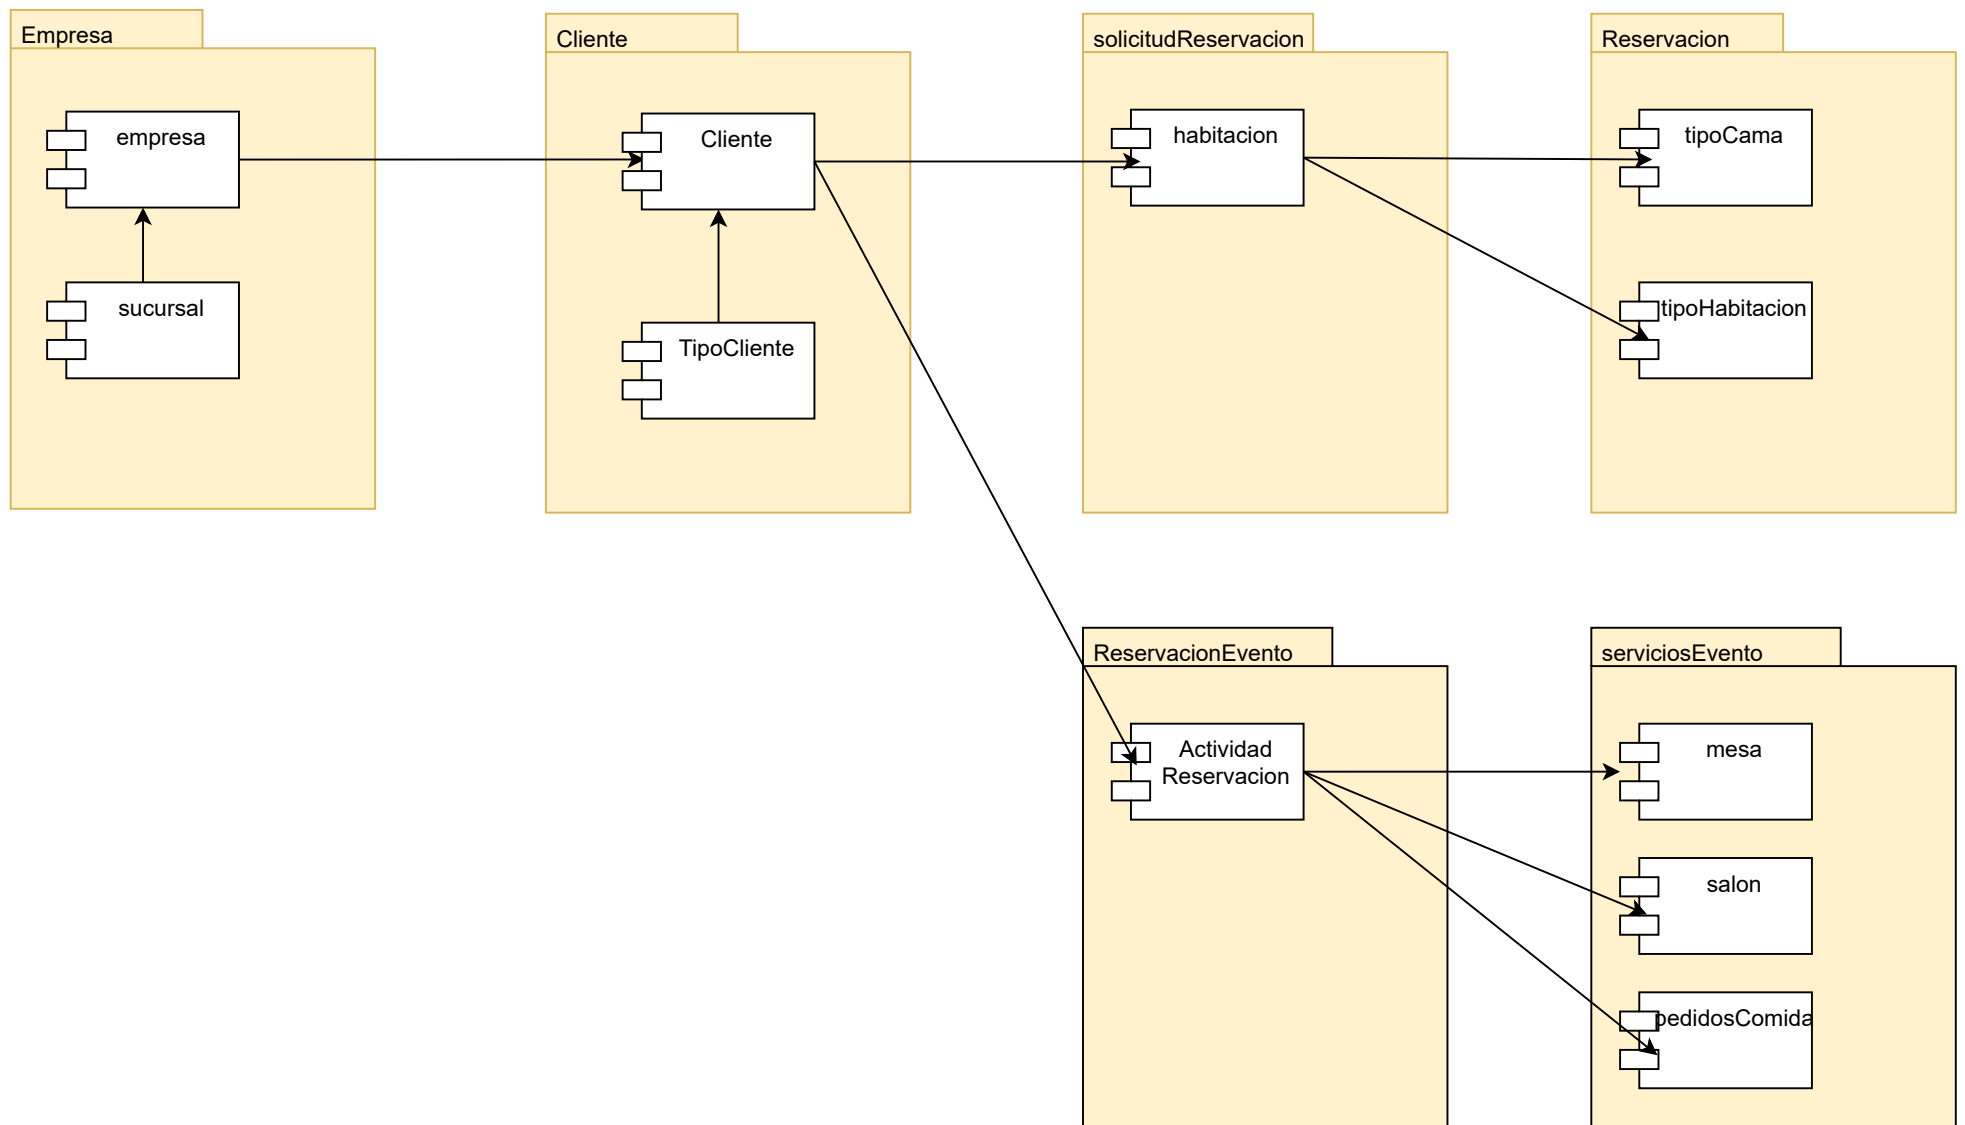 Empresa
empresa
sucursal
Cliente
Cliente
TipoCliente
solicitudReservacion
habitacion
Reservacion
tipoCama
tipoHabitacion
ReservacionEvento
Actividad
Reservacion
serviciosEvento
mesa
salon
pedidosComida